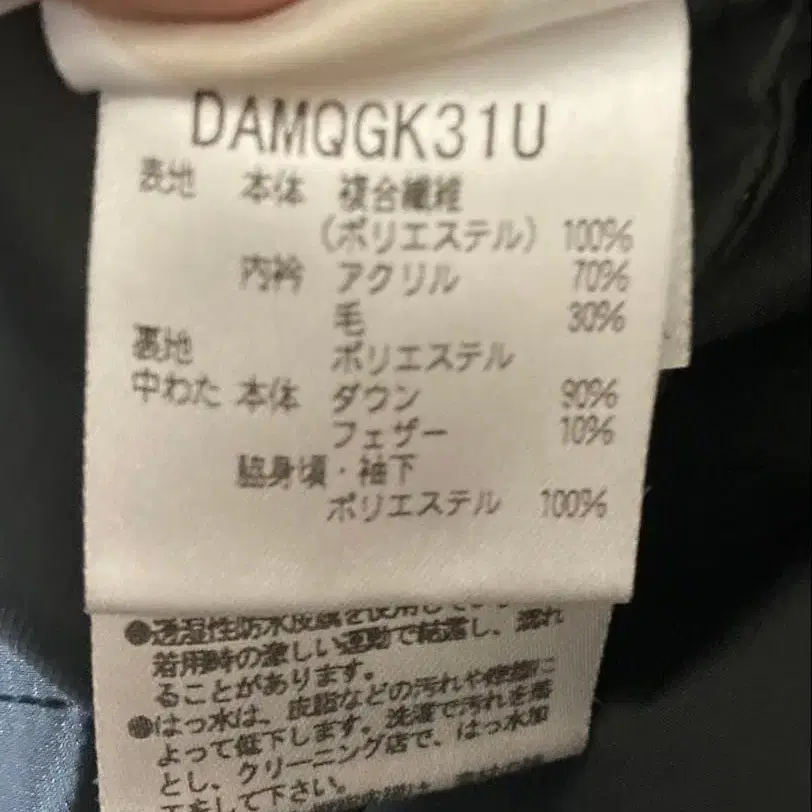 DAMQGK31U
表地 本体 複合繊維
(ポリエステル) 100%
内衿 アクリル 70%
毛 30%
裏地 ポリエステル
中わた 本体 ダウン 90%
フェザー 10%
脇身頃・袖下
ポリエステル 100%
●透湿性防水皮膜を使用して
着用時の激しい運動で結露し、濡れ
ることがあります。
●はっ水は、皮脂などの汚れや摩擦に
よって低下します。洗濯で汚れを落
とし、クリーニング店で、はっ水加
工をして下さい。